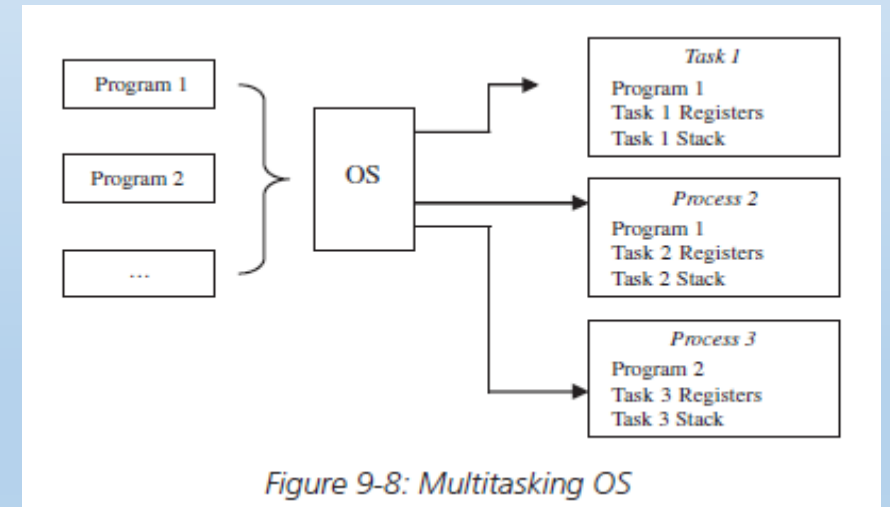 Program 1
Program 2
...
OS
Task 1
Program 1
Task 1 Registers
Task 1 Stack
Process 2
Program 1
Task 2 Registers
Task 2 Stack
Process 3
Program 2
Task 3 Registers
Task 3 Stack
Figure 9-8: Multitasking OS